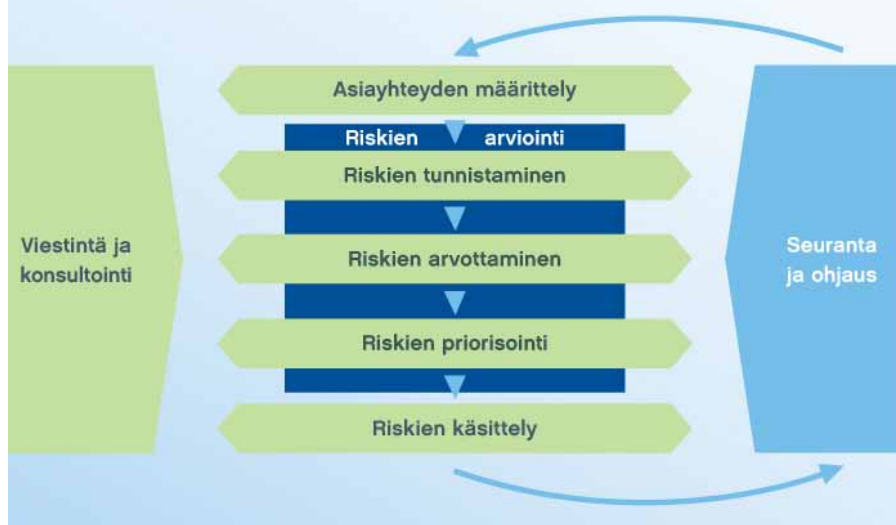 Asiayhteyden määrittely
Riskien arviointi
Riskien tunnistaminen
Riskien arvottaminen
Riskien priorisointi
Riskien käsittely
Viestintä ja
konsultointi
Seuranta
ja ohjaus